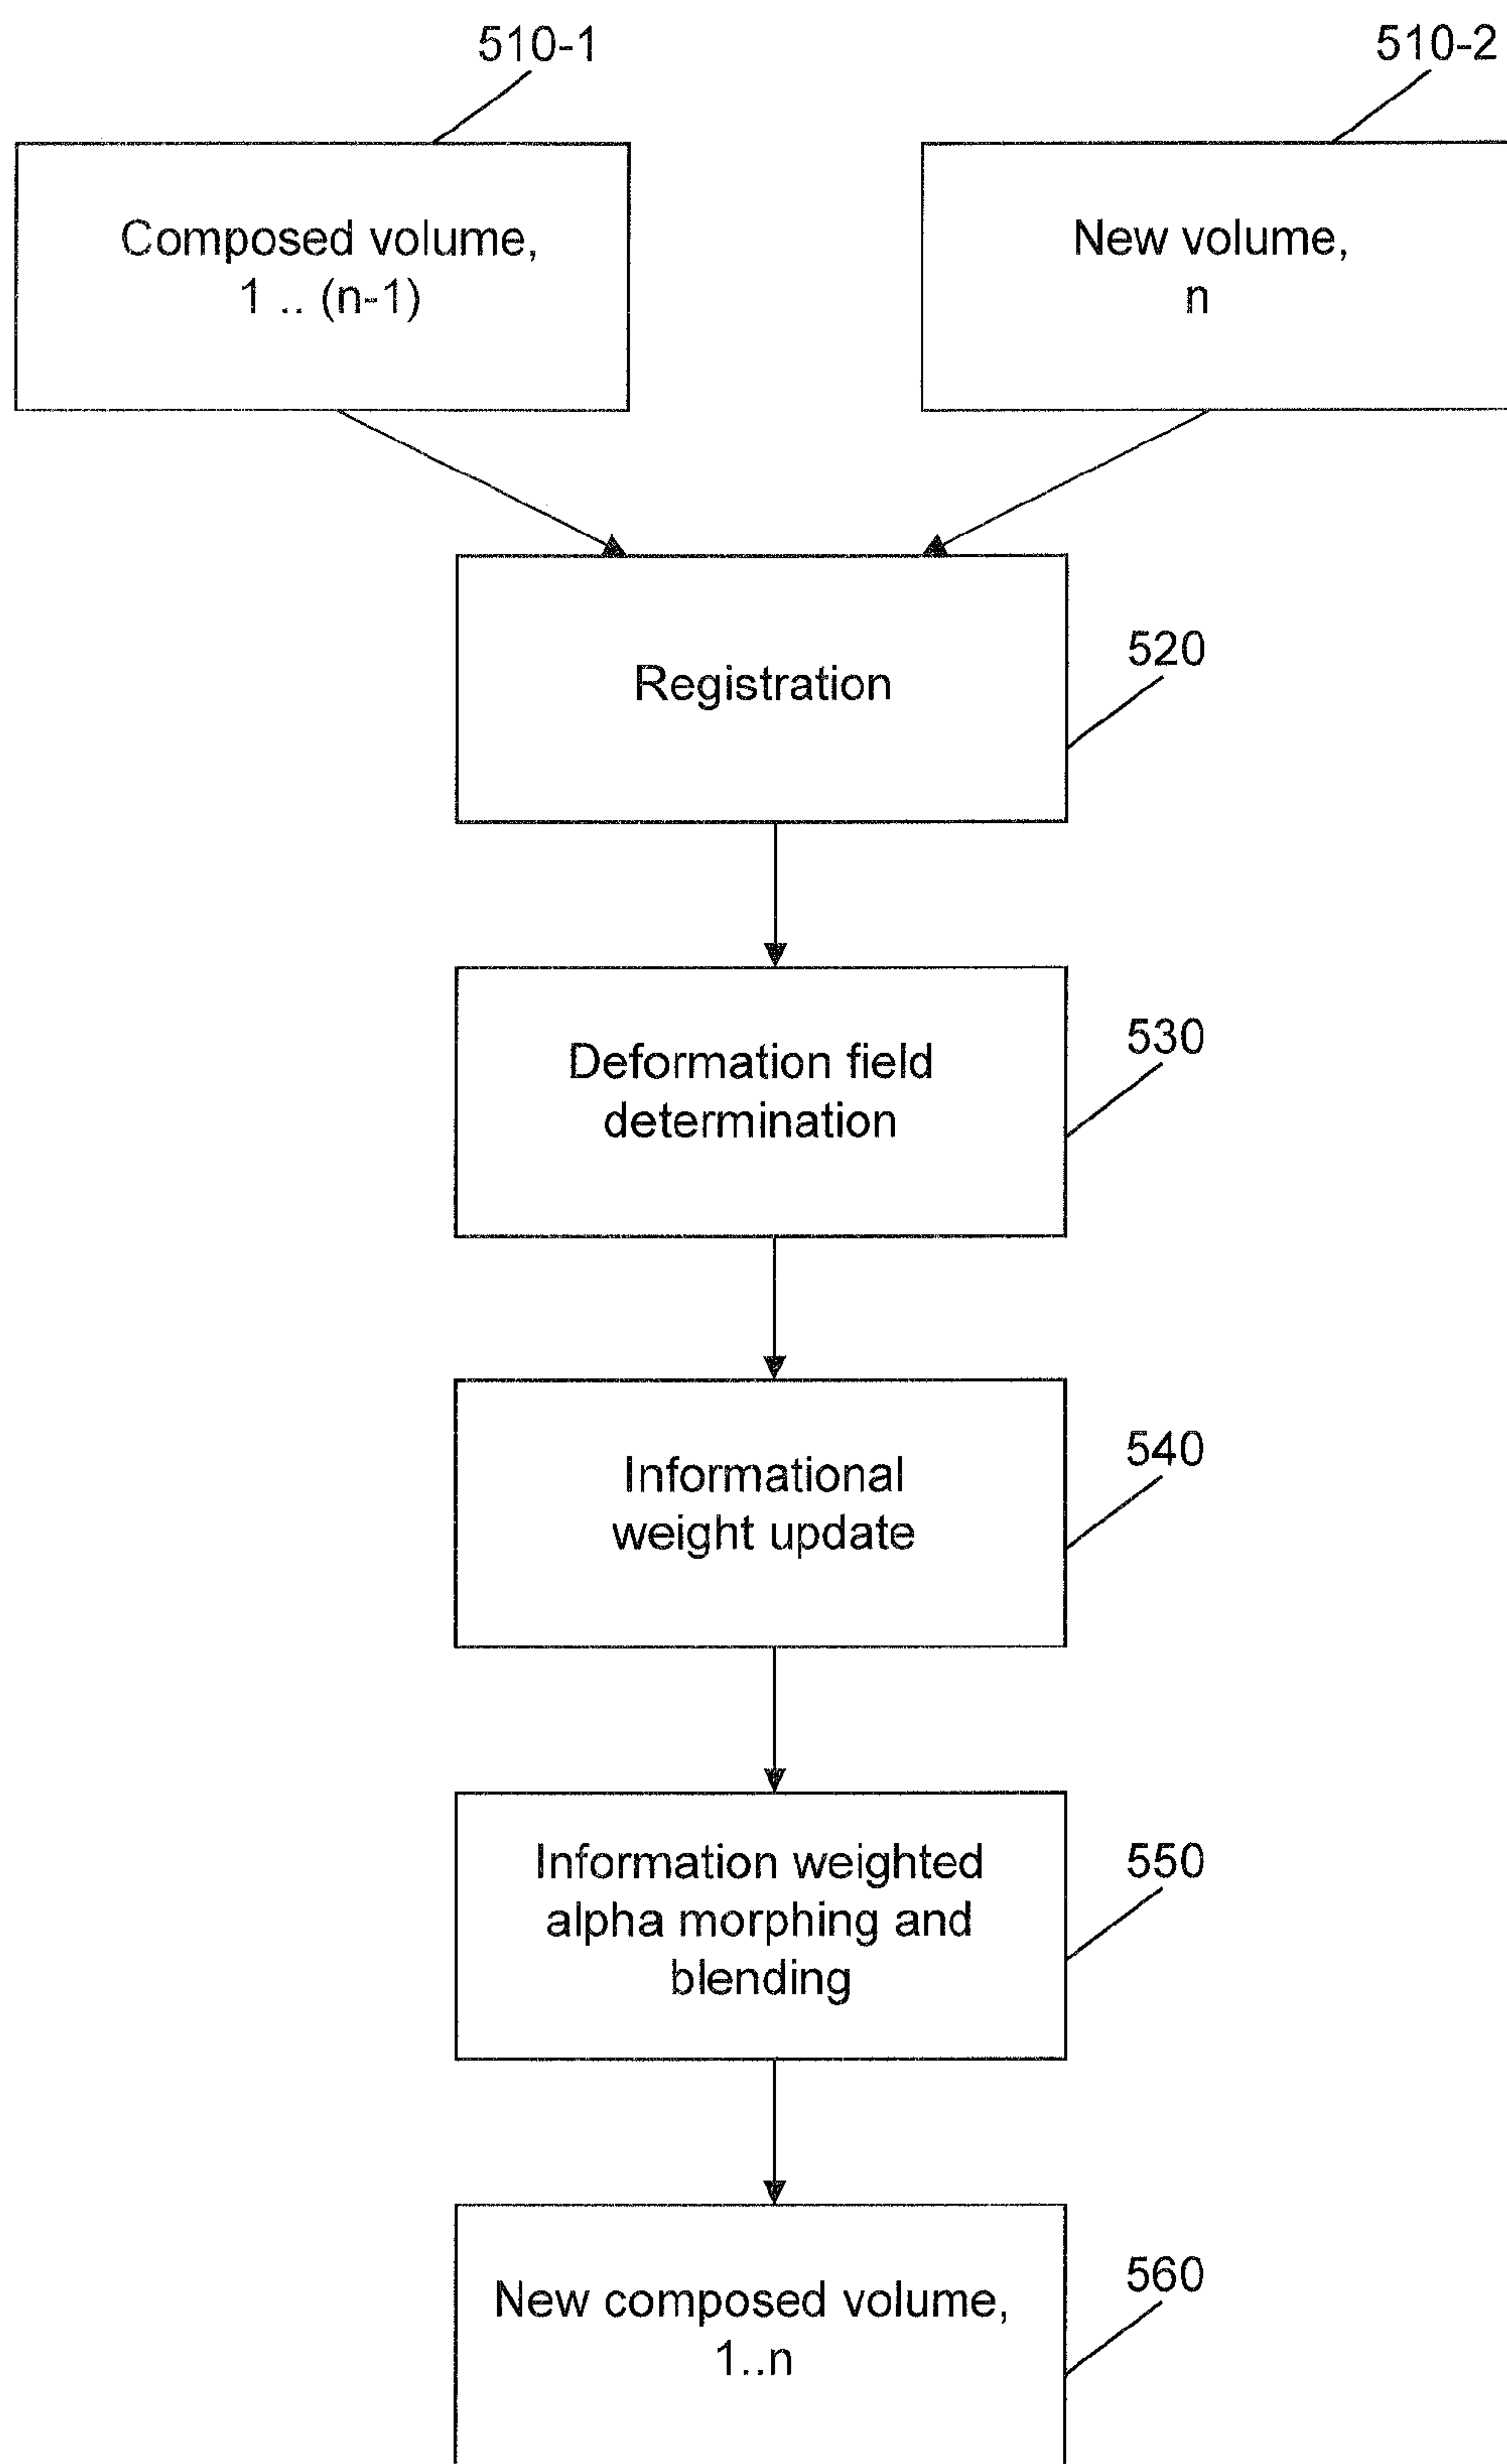 510-1
510-2
Composed volume,
1 .. (n-1)
New volume,
n
520
Registration
530
Deformation field
determination
540
Informational
weight update
550
Information weighted
alpha morphing and
blending
560
New composed volume,
1..n